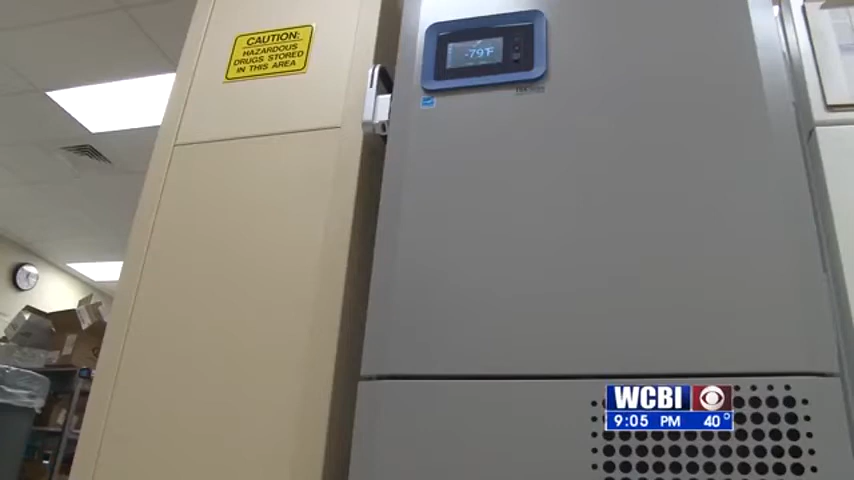 CAUTION:
HAZARDOUS
DRUGS STORED
IN THIS AREA
-79°F
WCBI
9:05 PM 40°